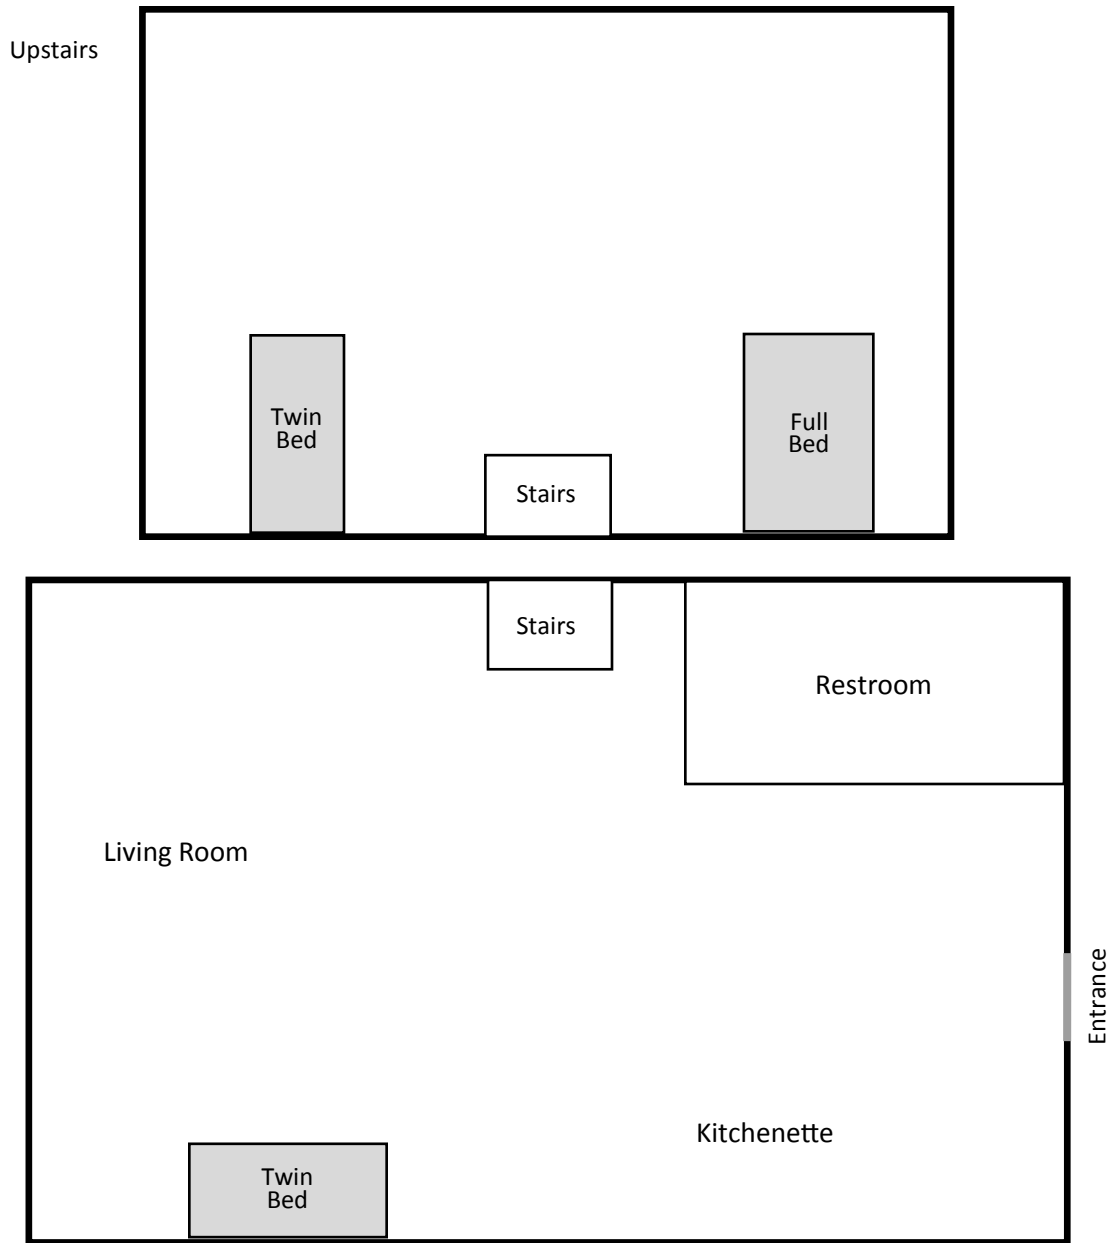 Upstairs
Twin
Bed
Full
Bed
Stairs
Stairs
Restroom
Living Room
Entrance
Kitchenette
Twin
Bed